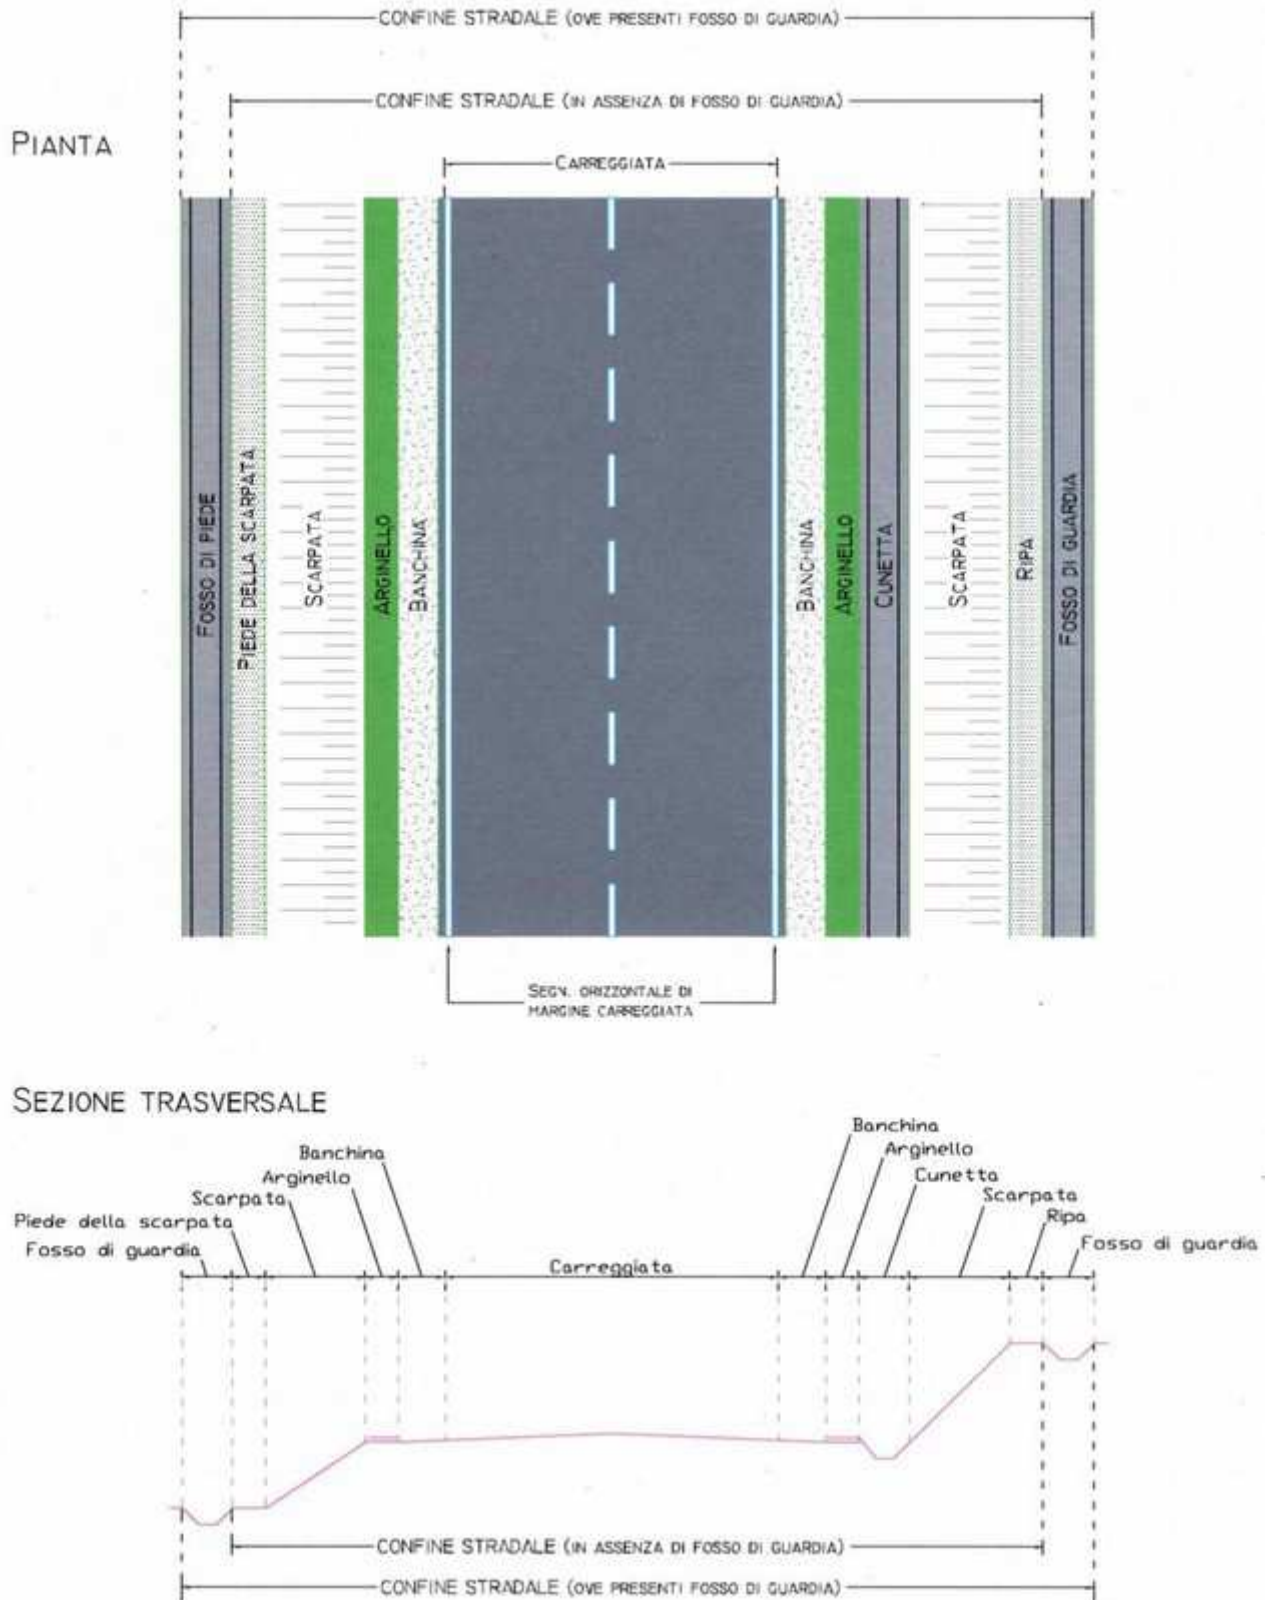 CONFINE STRADALE (OVE PRESENTI FOSSO DI GUARDIA)
CONFINE STRADALE (IN ASSENZA DI FOSSO DI GUARDIA)
PIANTA
CARREGGIATA
FOSSO DI PIEDE
PIEDE DELLA SCARPATA
SCARPATA
ARGINELLO
BANCHINA
BANCHINA
ARGINELLO
CUNETTA
SCARPATA
RIPA
FOSSO DI GUARDIA
SEGN. ORIZZONTALE DI
MARGINE CARREGGIATA
SEZIONE TRASVERSALE
Banchina
Arginello
Scarpata
Piede della scarpata
Fosso di guardia
Carreggiata
Banchina
Arginello
Cunetta
Scarpata
Ripa
Fosso di guardia
CONFINE STRADALE (IN ASSENZA DI FOSSO DI GUARDIA)
CONFINE STRADALE (OVE PRESENTI FOSSO DI GUARDIA)